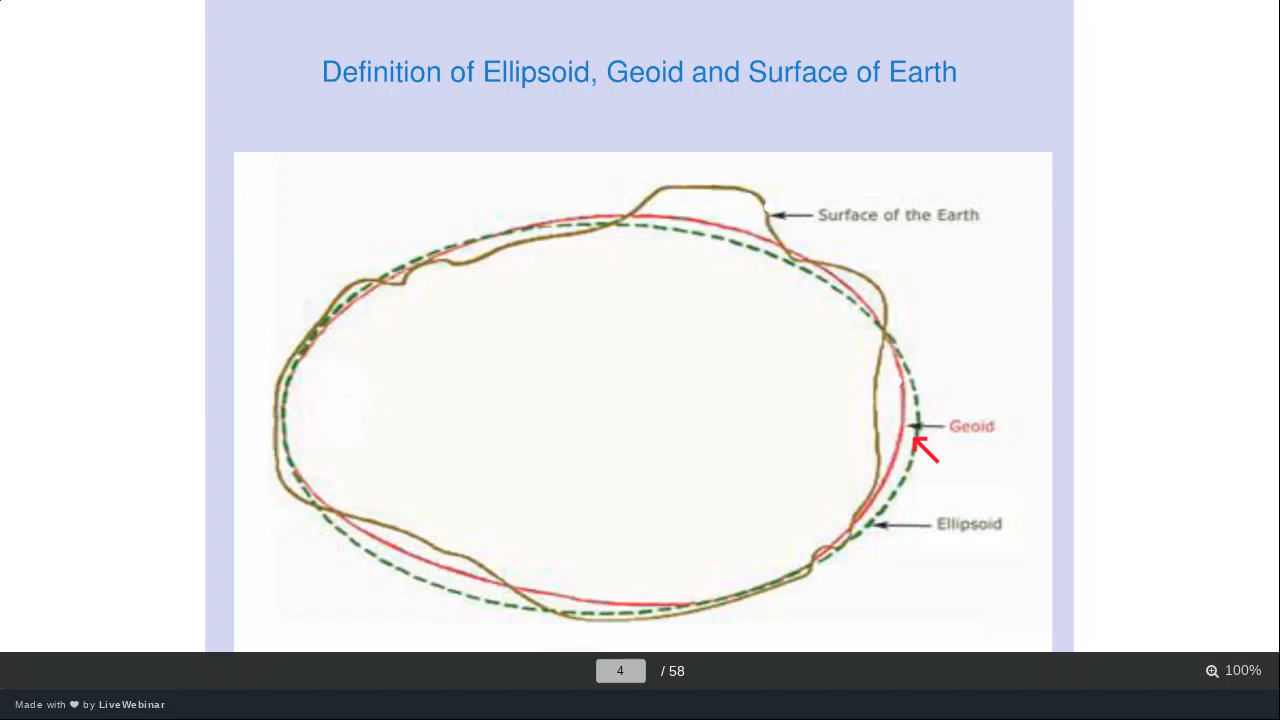 Definition of Ellipsoid, Geoid and Surface of Earth
Surface of the Earth
Geoid
Ellipsoid
4 / 58
100%
Made with ❤ by LiveWebinar